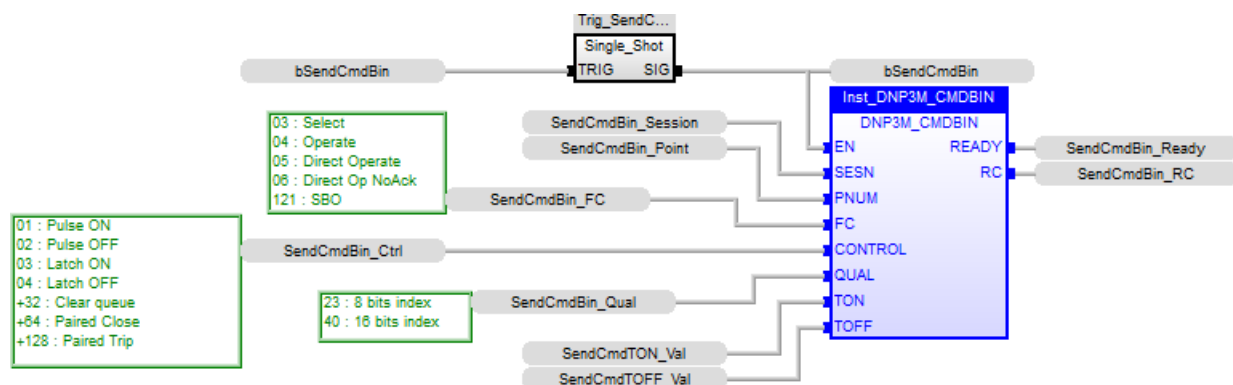 Trig_SendC...
Single_Shot
TRIG SIG
bSendCmdBin
bSendCmdBin
Inst_DNP3M_CMDBIN
DNP3M_CMDBIN
03 : Select
04 : Operate
05 : Direct Operate
06 : Direct Op NoAck
121 : SBO
SendCmdBin_Session
SendCmdBin_Point
SendCmdBin_FC
EN READY
SESN RC
PNUM
FC
CONTROL
QUAL
TON
TOFF
SendCmdBin_Ready
SendCmdBin_RC
01 : Pulse ON
02 : Pulse OFF
03 : Latch ON
04 : Latch OFF
+32 : Clear queue
+64 : Paired Close
+128 : Paired Trip
SendCmdBin_Ctrl
23 : 8 bits index
40 : 16 bits index
SendCmdBin_Qual
SendCmdTON_Val
SendCmdTOFF_Val